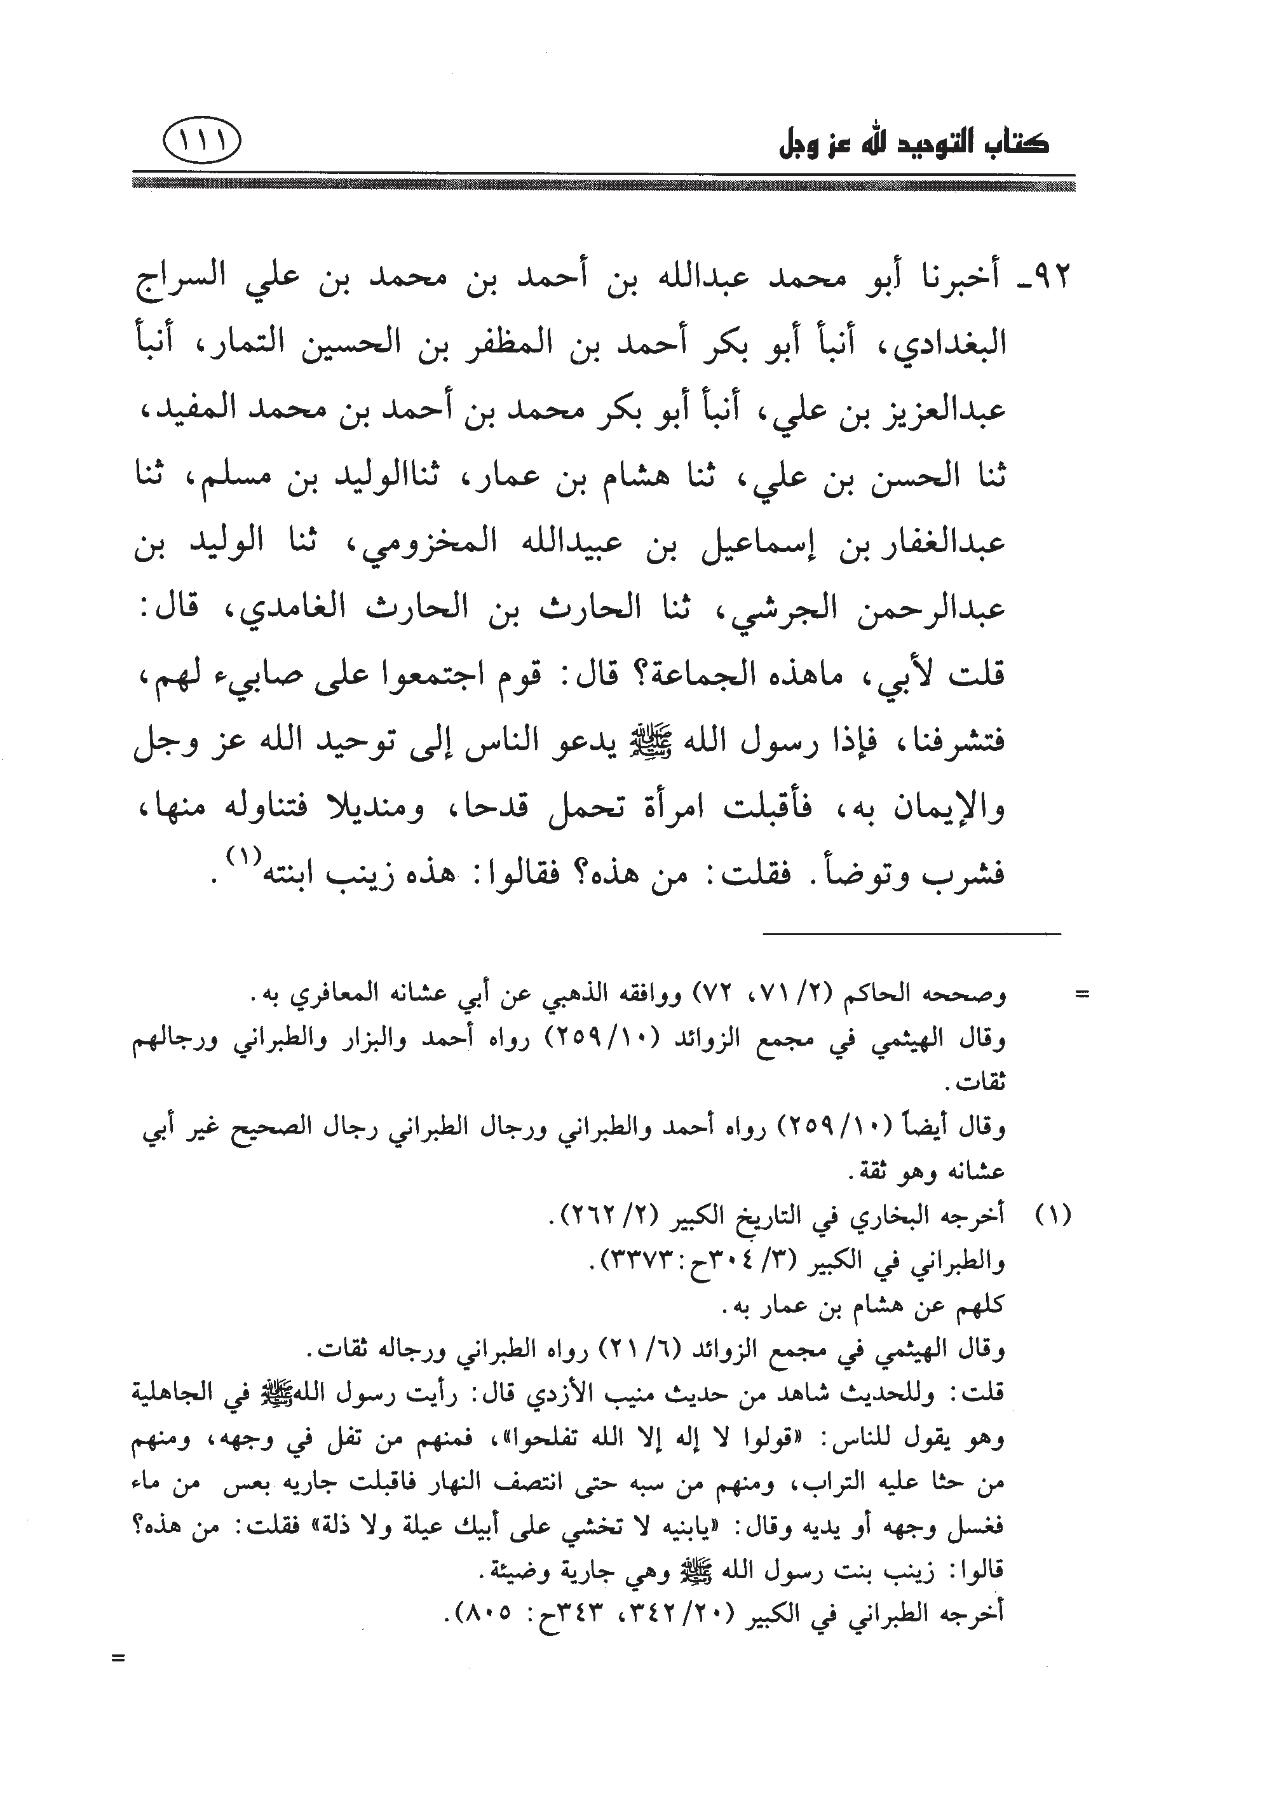 كتاب التوحيد لله عز وجل
١١١
٩٢ـ أخبرنا أبو محمد عبدالله بن أحمد بن محمد بن علي السراج
البغدادي، أنبأ أبو بكر أحمد بن المظفر بن الحسين التمار، أنبأ
عبدالعزيز بن علي، أنبأ أبو بكر محمد بن أحمد بن محمد المفيد،
ثنا الحسن بن علي، ثنا هشام بن عمار، ثناالوليد بن مسلم، ثنا
عبدالغفار بن إسماعيل بن عبيدالله المخزومي، ثنا الوليد بن
عبدالرحمن الجرشي، ثنا الحارث بن الحارث الغامدي، قال:
قلت لأبي، ماهذه الجماعة؟ قال: قوم اجتمعوا على صابيء لهم،
فتشرفنا، فإذا رسول الله ﷺ يدعو الناس إلى توحيد الله عز وجل
والإيمان به، فأقبلت امرأة تحمل قدحا، ومنديلا فتناوله منها،
فشرب وتوضأ. فقلت: من هذه؟ فقالوا: هذه زينب ابنته(١).
= وصححه الحاكم (٢/ ٧١، ٧٢) ووافقه الذهبي عن أبي عشانه المعافري به.
وقال الهيثمي في مجمع الزوائد (١٠/ ٢٥٩) رواه أحمد والبزار والطبراني ورجالهم
ثقات.
وقال أيضاً (١٠/ ٢٥٩) رواه أحمد والطبراني ورجال الطبراني رجال الصحيح غير أبي
عشانه وهو ثقة.
(١) أخرجه البخاري في التاريخ الكبير (٢/ ٢٦٢).
والطبراني في الكبير (٣/ ٣٠٤ح: ٣٣٧٣).
كلهم عن هشام بن عمار به.
وقال الهيثمي في مجمع الزوائد (٦/ ٢١) رواه الطبراني ورجاله ثقات.
قلت: وللحديث شاهد من حديث منيب الأزدي قال: رأيت رسول اللهﷺ في الجاهلية
وهو يقول للناس: «قولوا لا إله إلا الله تفلحوا»، فمنهم من تفل في وجهه، ومنهم
من حثا عليه التراب، ومنهم من سبه حتى انتصف النهار فاقبلت جاريه بعس من ماء
فغسل وجهه أو يديه وقال: «يابنيه لا تخشي على أبيك عيلة ولا ذلة» فقلت: من هذه؟
قالوا: زينب بنت رسول الله ﷺ وهي جارية وضيئة.
أخرجه الطبراني في الكبير (٢٠/ ٣٤٢، ٣٤٣ح: ٨٠٥).
=